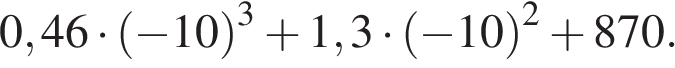 0,46 · (−10)³ + 1,3 · (−10)² + 870.